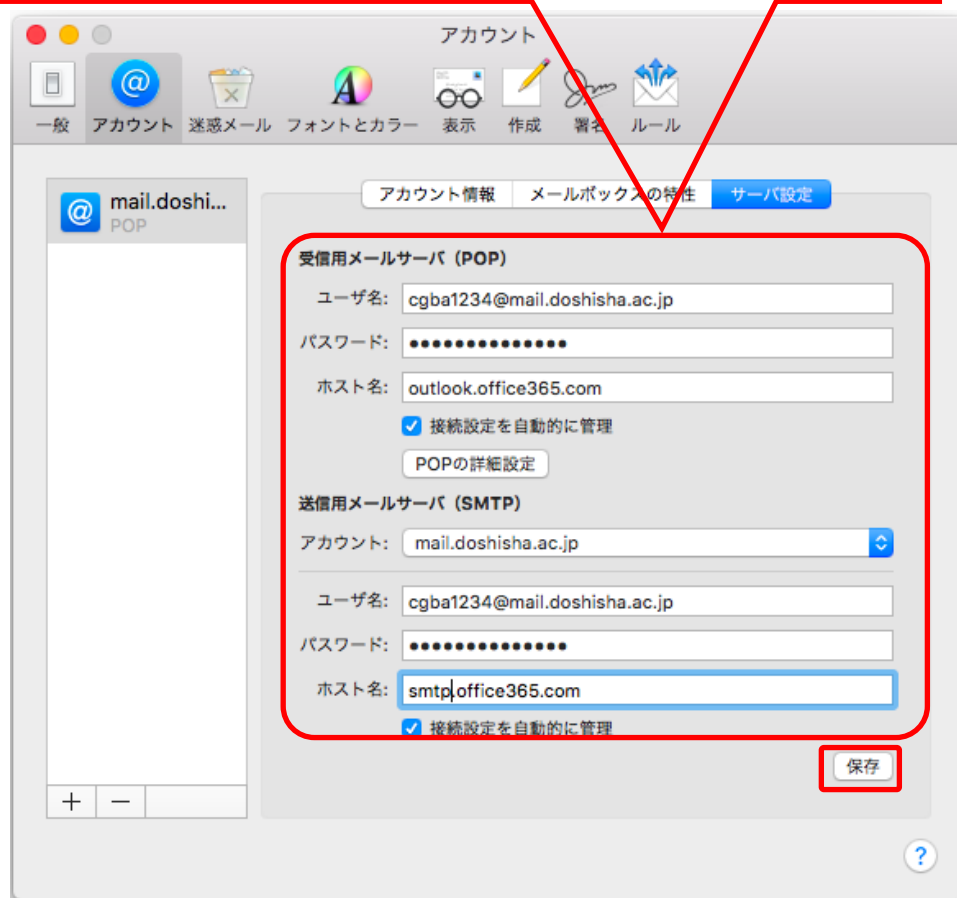 アカウント
一般 アカウント 迷惑メール フォントとカラー 表示 作成 署名 ルール
mail.doshi...
POP
アカウント情報 メールボックスの特性 サーバ設定
受信用メールサーバ (POP)
ユーザ名: cgba1234@mail.doshisha.ac.jp
パスワード: ••••••••••••••
ホスト名: outlook.office365.com
接続設定を自動的に管理
POPの詳細設定
送信用メールサーバ (SMTP)
アカウント: mail.doshisha.ac.jp
ユーザ名: cgba1234@mail.doshisha.ac.jp
パスワード: ••••••••••••••
ホスト名: smtp.office365.com
接続設定を自動的に管理
保存
+ −
?